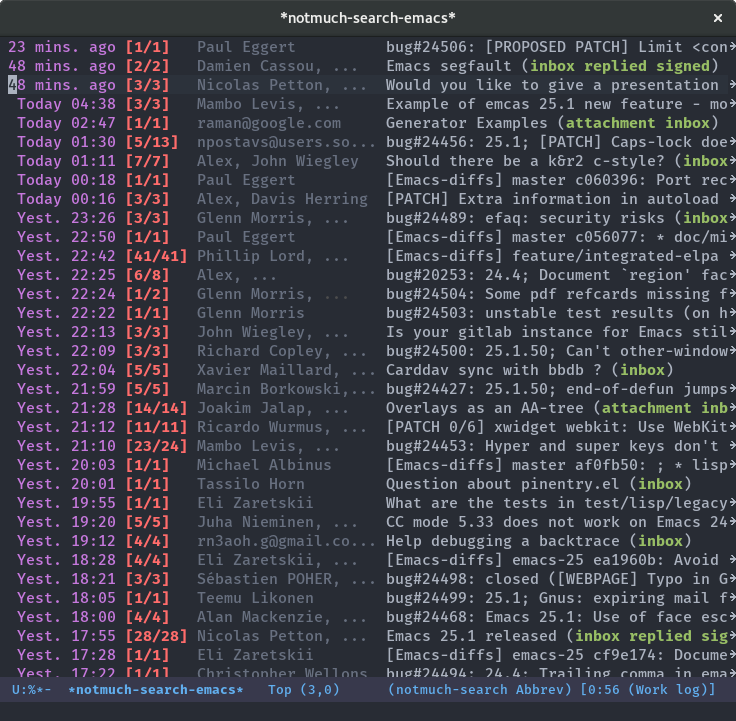 *notmuch-search-emacs*
23 mins. ago [1/1] Paul Eggert bug#24506: [PROPOSED PATCH] Limit <con
48 mins. ago [2/2] Damien Cassou, ... Emacs segfault (inbox replied signed)
48 mins. ago [3/3] Nicolas Petton, ... Would you like to give a presentation
Today 04:38 [3/3] Mambo Levis, ... Example of emcas 25.1 new feature - mo
Today 02:47 [1/1] raman@google.com Generator Examples (attachment inbox)
Today 01:30 [5/13] npostavs@users.so... bug#24456: 25.1; [PATCH] Caps-lock doe
Today 01:11 [7/7] Alex, John Wiegley Should there be a k&r2 c-style? (inbox
Today 00:18 [1/1] Paul Eggert [Emacs-diffs] master c060396: Port rec
Today 00:16 [3/3] Alex, Davis Herring [PATCH] Extra information in autoload
Yest. 23:26 [3/3] Glenn Morris, ... bug#24489: efaq: security risks (inbox
Yest. 22:50 [1/1] Paul Eggert [Emacs-diffs] master c056077: * doc/mi
Yest. 22:42 [41/41] Phillip Lord, ... [Emacs-diffs] feature/integrated-elpa
Yest. 22:25 [6/8] Alex, ... bug#20253: 24.4; Document `region' fac
Yest. 22:24 [1/2] Glenn Morris, ... bug#24504: Some pdf refcards missing f
Yest. 22:22 [1/1] Glenn Morris bug#24503: unstable test results (on h
Yest. 22:13 [3/3] John Wiegley, ... Is your gitlab instance for Emacs stil
Yest. 22:09 [3/3] Richard Copley, ... bug#24500: 25.1.50; Can't other-window
Yest. 22:04 [5/5] Xavier Maillard, ... Carddav sync with bbdb ? (inbox)
Yest. 21:59 [5/5] Marcin Borkowski,... bug#24427: 25.1.50; end-of-defun jumps
Yest. 21:28 [14/14] Joakim Jalap, ... Overlays as an AA-tree (attachment inb
Yest. 21:12 [11/11] Ricardo Wurmus, ... [PATCH 0/6] xwidget webkit: Use WebKit
Yest. 21:10 [23/24] Mambo Levis, ... bug#24453: Hyper and super keys don't
Yest. 20:03 [1/1] Michael Albinus [Emacs-diffs] master af0fb50: ; * lisp
Yest. 20:01 [1/1] Tassilo Horn Question about pinentry.el (inbox)
Yest. 19:55 [1/1] Eli Zaretskii What are the tests in test/lisp/legacy
Yest. 19:20 [5/5] Juha Nieminen, ... CC mode 5.33 does not work on Emacs 24
Yest. 19:12 [4/4] rn3aoh.g@gmail.co... Help debugging a backtrace (inbox)
Yest. 18:28 [4/4] Eli Zaretskii, ... [Emacs-diffs] emacs-25 ea1960b: Avoid
Yest. 18:21 [3/3] Sébastien POHER, ... bug#24498: closed ([WEBPAGE] Typo in G
Yest. 18:05 [1/1] Teemu Likonen bug#24499: 25.1; Gnus: expiring mail f
Yest. 18:00 [4/4] Alan Mackenzie, ... bug#24468: Emacs 25.1: Use of face esc
Yest. 17:55 [28/28] Nicolas Petton, ... Emacs 25.1 released (inbox replied sig
Yest. 17:28 [1/1] Eli Zaretskii [Emacs-diffs] emacs-25 cf9e174: Docume
Yest. 17:22 [1/1] Christopher Wellons bug#24494: 24.4; Trailing comma in ema
U:%*- *notmuch-search-emacs* Top (3,0) (notmuch-search Abbrev) [0:56 (Work log)]